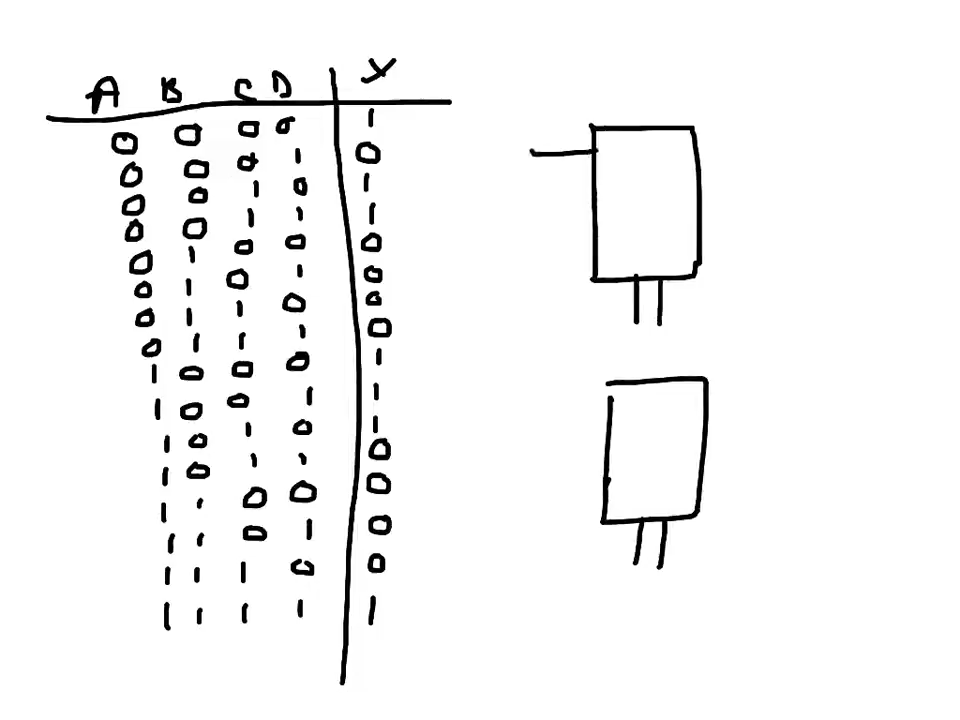 A B C D Y
0 0 0 0 1
0 0 0 1 0
0 0 1 0 1
0 0 1 1 1
0 1 0 0 0
0 1 0 1 0
0 1 1 0 0
0 1 1 1 0
1 0 0 0 1
1 0 0 1 1
1 0 1 0 1
1 0 1 1 0
1 1 0 0 0
1 1 0 1 0
1 1 1 0 0
1 1 1 1 1